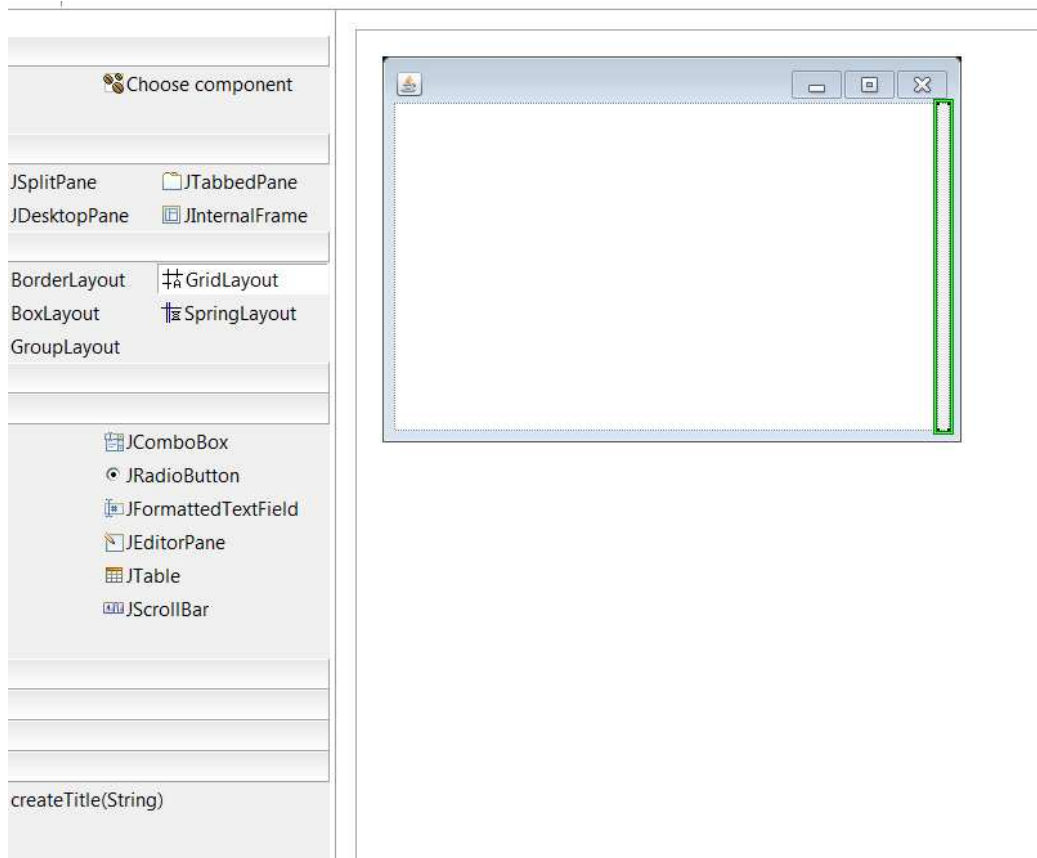 Choose component
JSplitPane JTabbedPane
JDesktopPane JInternalFrame
BorderLayout GridLayout
BoxLayout SpringLayout
GroupLayout
JComboBox
JRadioButton
JFormattedTextField
JEditorPane
JTable
JScrollBar
createTitle(String)